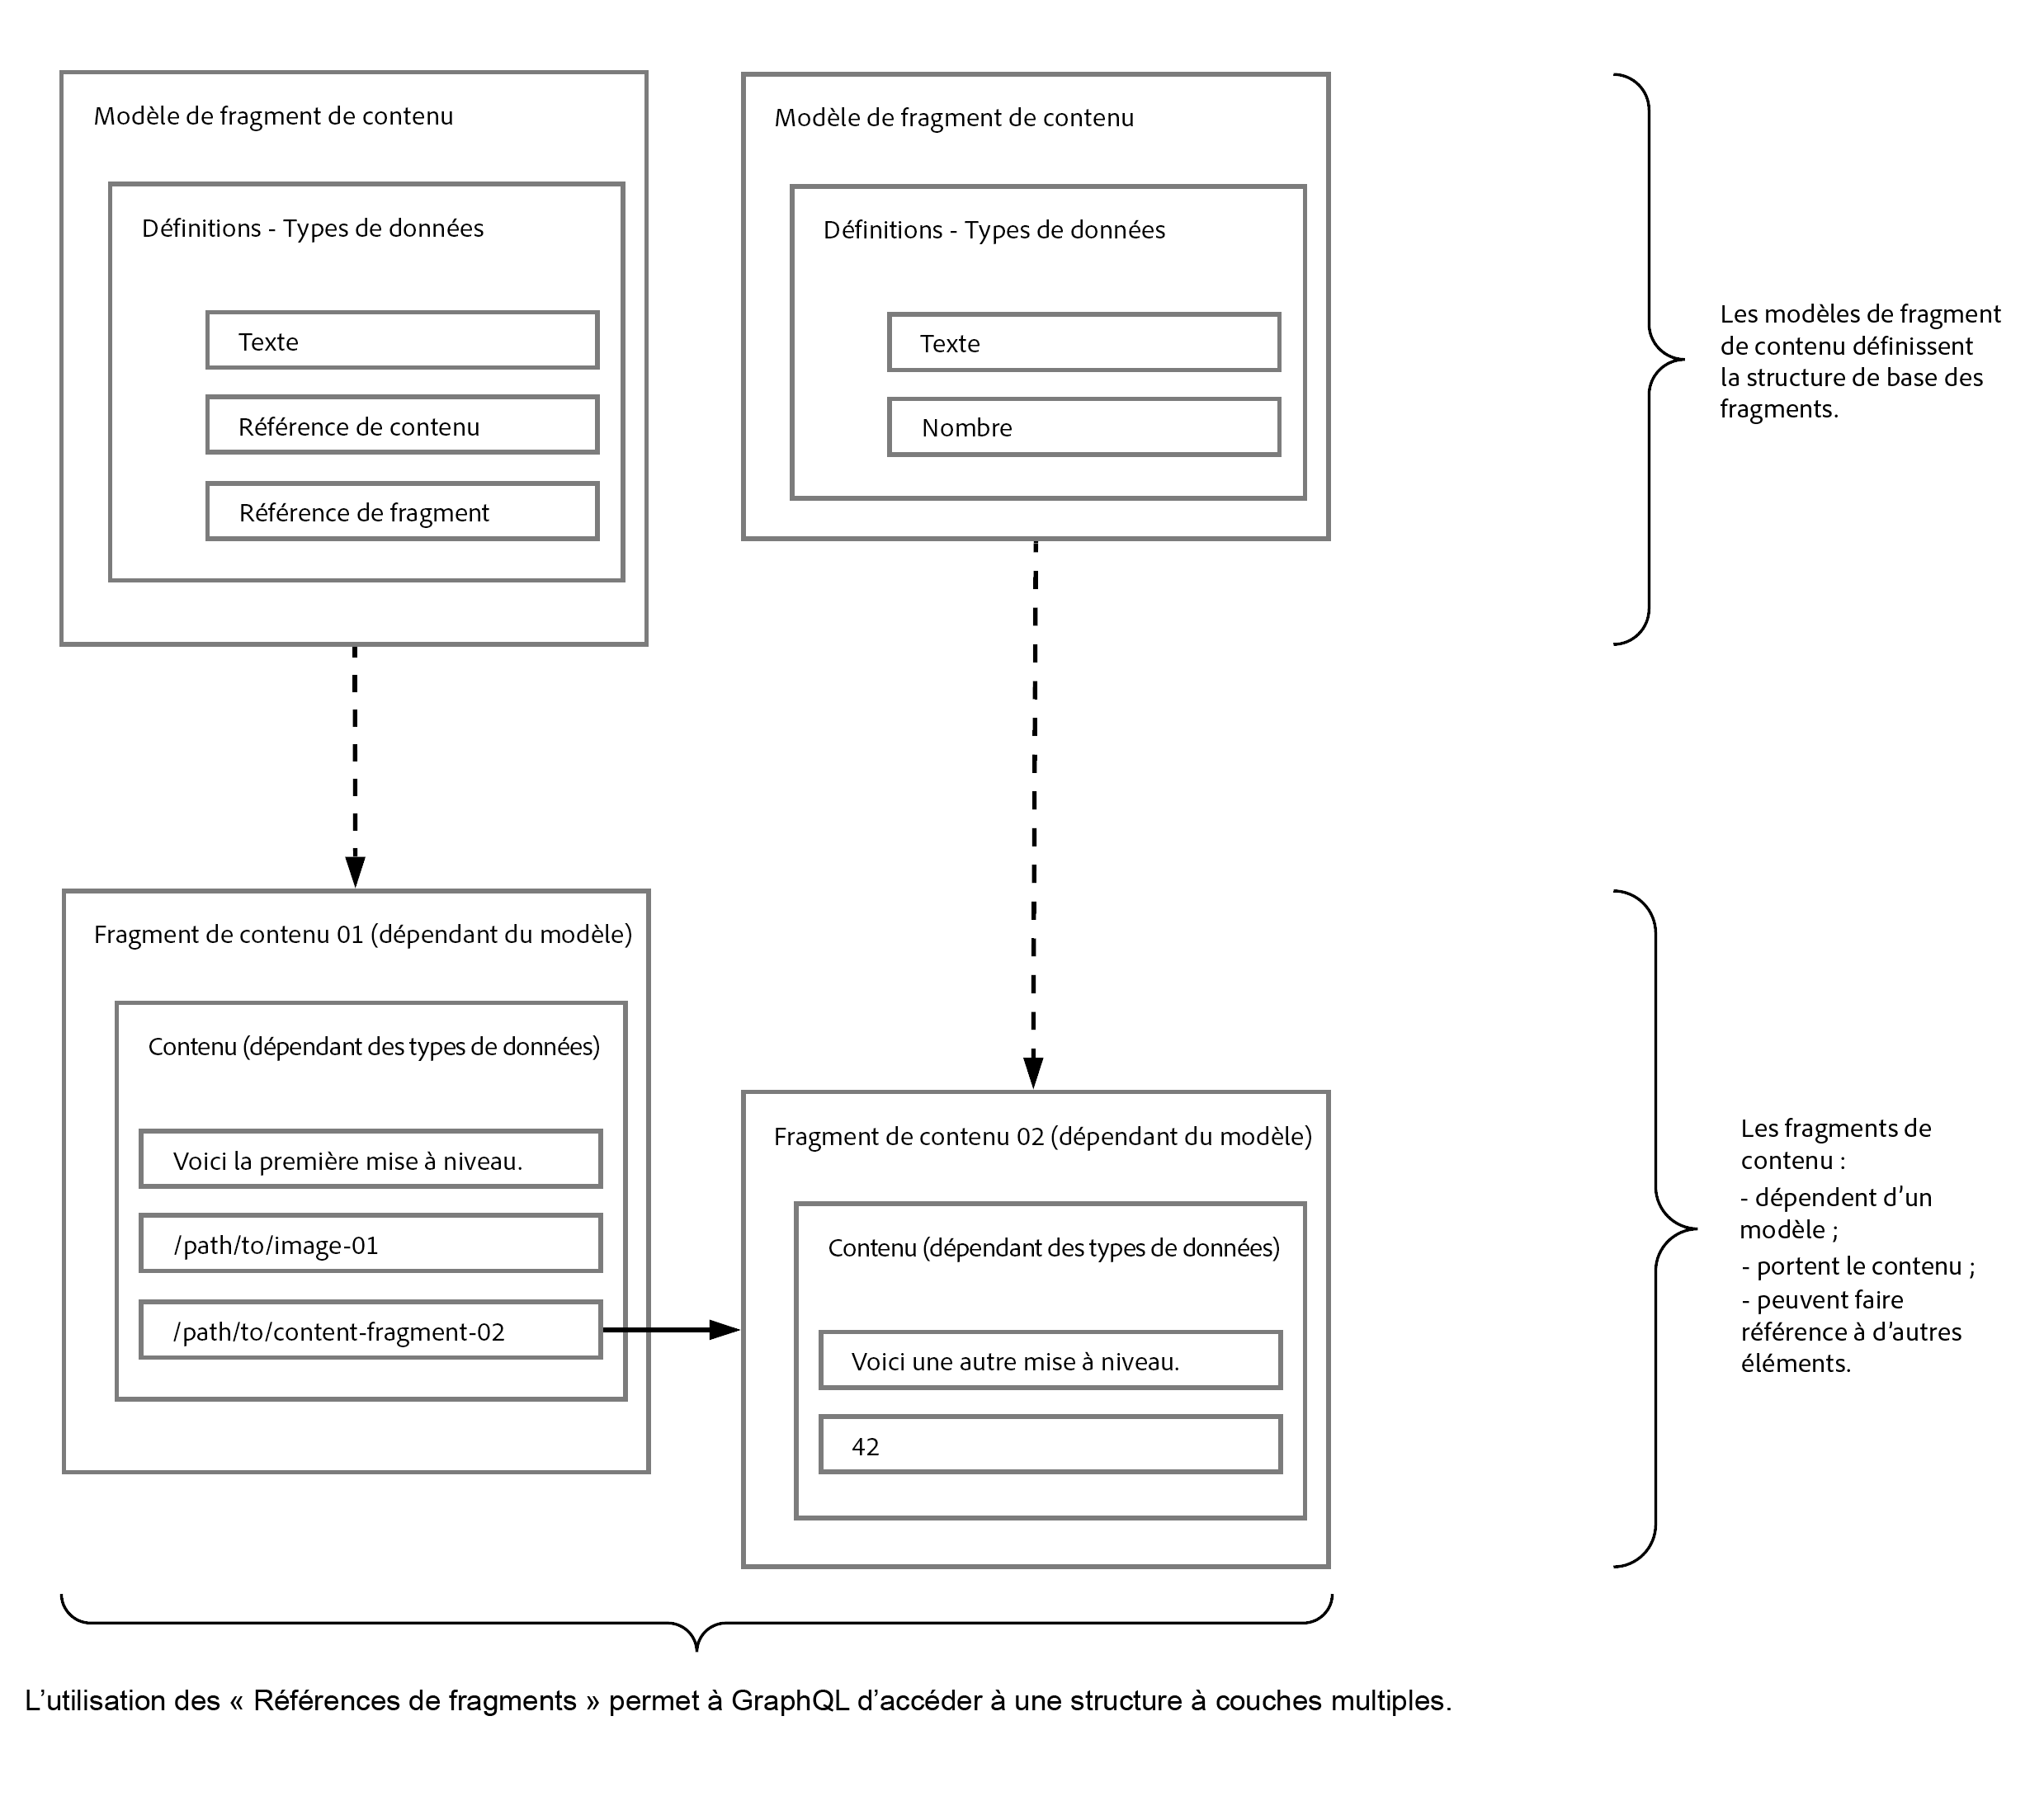 Modèle de fragment de contenu
Définitions - Types de données
Texte
Référence de contenu
Référence de fragment
Modèle de fragment de contenu
Définitions - Types de données
Texte
Nombre
Les modèles de fragment
de contenu définissent
la structure de base des
fragments.
Fragment de contenu 01 (dépendant du modèle)
Contenu (dépendant des types de données)
Voici la première mise à niveau.
/path/to/image-01
/path/to/content-fragment-02
Fragment de contenu 02 (dépendant du modèle)
Contenu (dépendant des types de données)
Voici une autre mise à niveau.
42
Les fragments de
contenu :
- dépendent d’un
modèle ;
- portent le contenu ;
- peuvent faire
référence à d’autres
éléments.
L’utilisation des « Références de fragments » permet à GraphQL d’accéder à une structure à couches multiples.